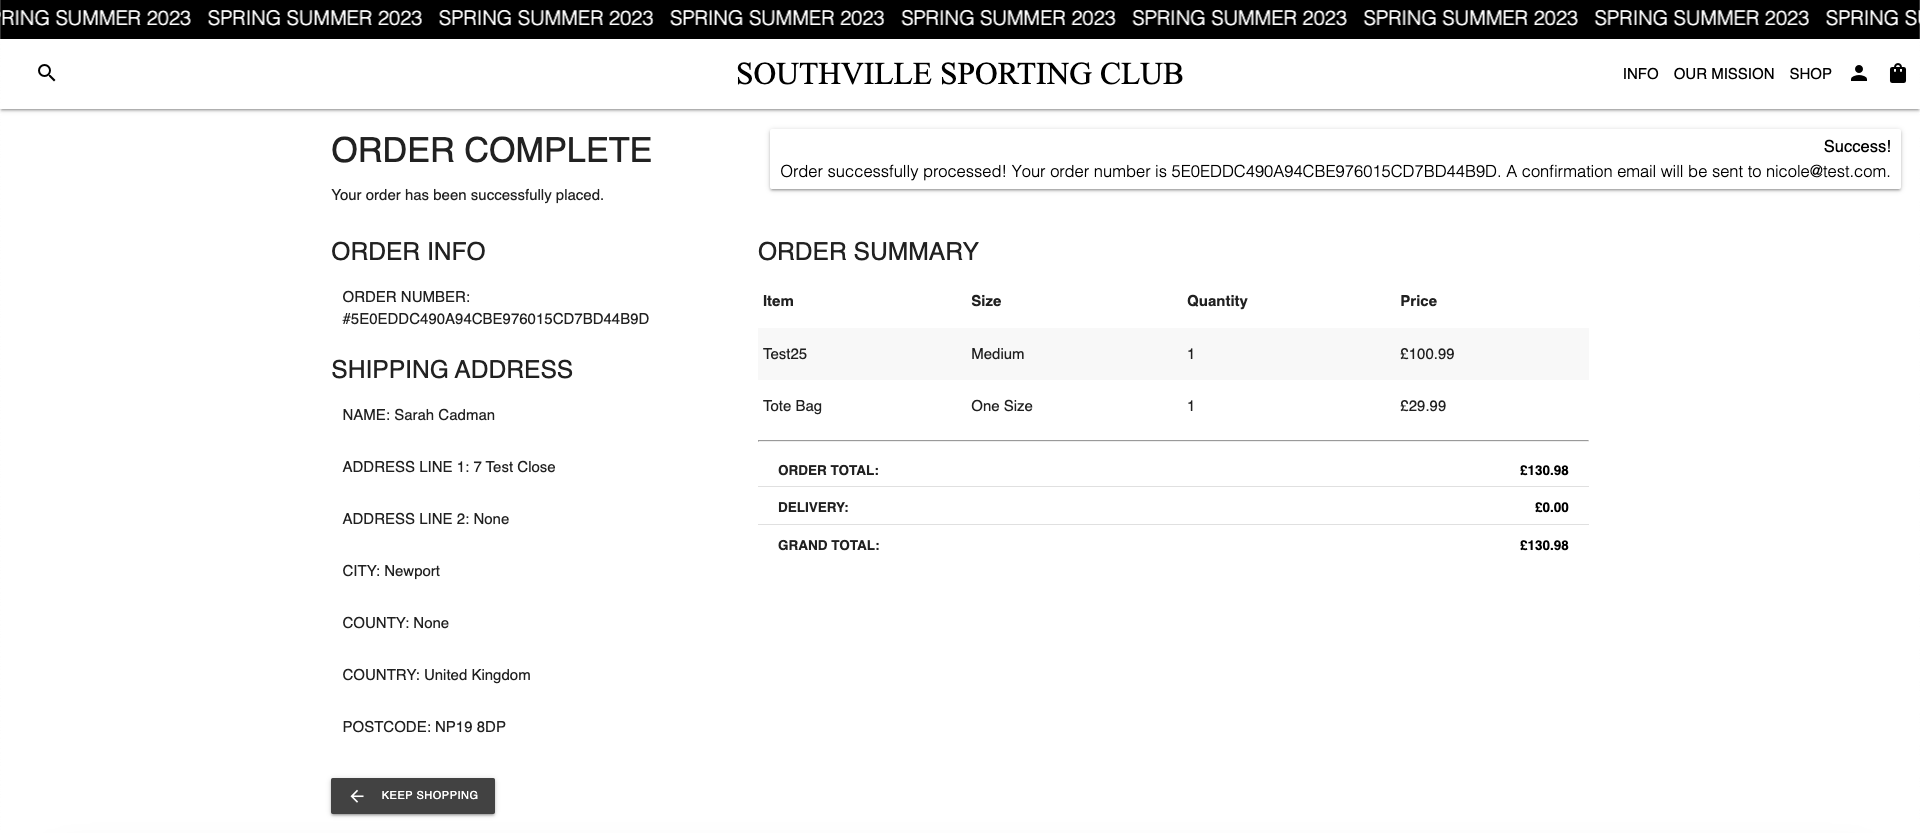 RING SUMMER 2023 SPRING SUMMER 2023 SPRING SUMMER 2023 SPRING SUMMER 2023 SPRING SUMMER 2023 SPRING SUMMER 2023 SPRING SUMMER 2023 SPRING SUMMER 2023 SPRING S
SOUTHVILLE SPORTING CLUB
INFO OUR MISSION SHOP
ORDER COMPLETE
Your order has been successfully placed.
Success!
Order successfully processed! Your order number is 5E0EDDC490A94CBE976015CD7BD44B9D. A confirmation email will be sent to nicole@test.com.
ORDER INFO
ORDER NUMBER:
#5E0EDDC490A94CBE976015CD7BD44B9D
SHIPPING ADDRESS
NAME: Sarah Cadman
ADDRESS LINE 1: 7 Test Close
ADDRESS LINE 2: None
CITY: Newport
COUNTY: None
COUNTRY: United Kingdom
POSTCODE: NP19 8DP
KEEP SHOPPING
ORDER SUMMARY
Item Size Quantity Price
Test25 Medium 1 £100.99
Tote Bag One Size 1 £29.99
ORDER TOTAL: £130.98
DELIVERY: £0.00
GRAND TOTAL: £130.98